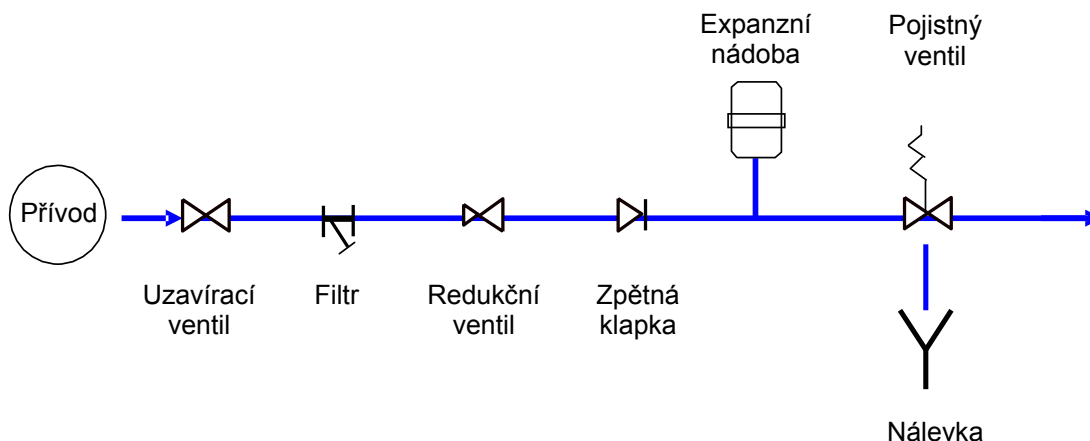 Expanzní
nádoba
Pojistný
ventil
Přívod
Uzavírací
ventil
Filtr
Redukční
ventil
Zpětná
klapka
Nálevka